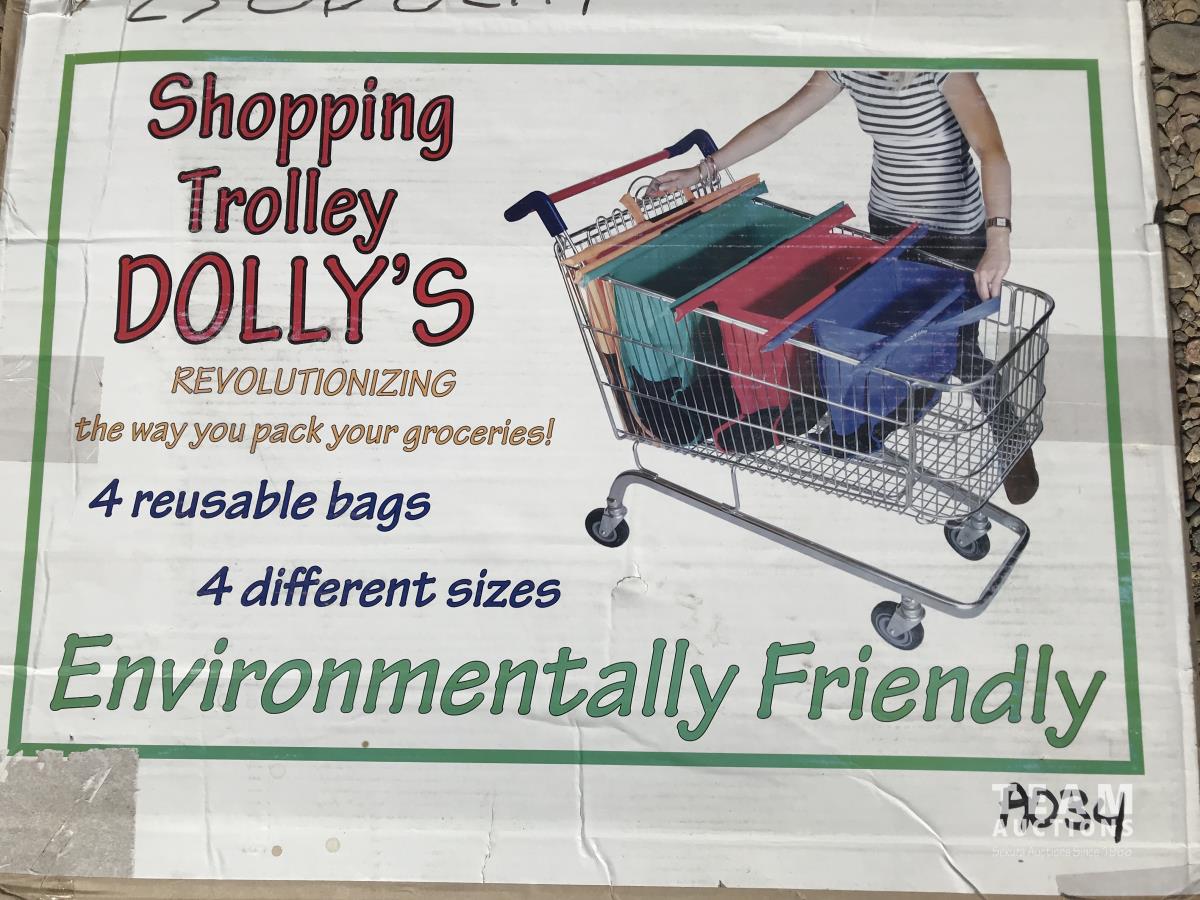 Shopping
Trolley
DOLLY'S
REVOLUTIONIZING
the way you pack your groceries!
4 reusable bags
4 different sizes
Environmentally Friendly
AD34
TEAM
AUCTIONS